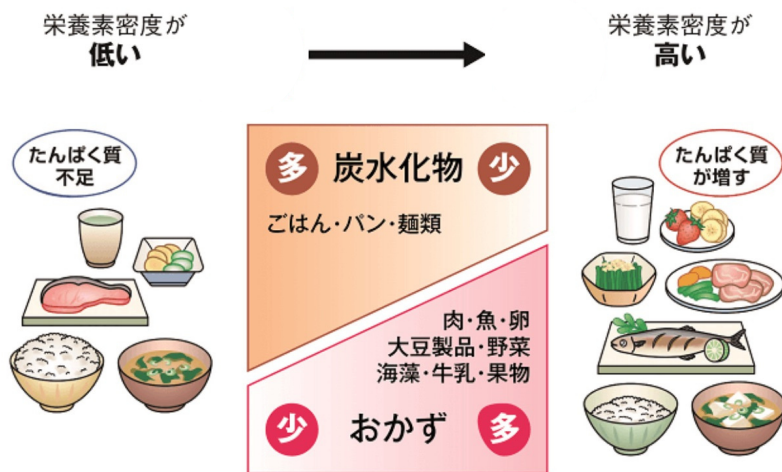 栄養素密度が
低い
栄養素密度が
高い
たんぱく質
不足
多 炭水化物 少
ごはん・パン・麺類
たんぱく質
が増す
肉・魚・卵
大豆製品・野菜
海藻・牛乳・果物
少 おかず 多